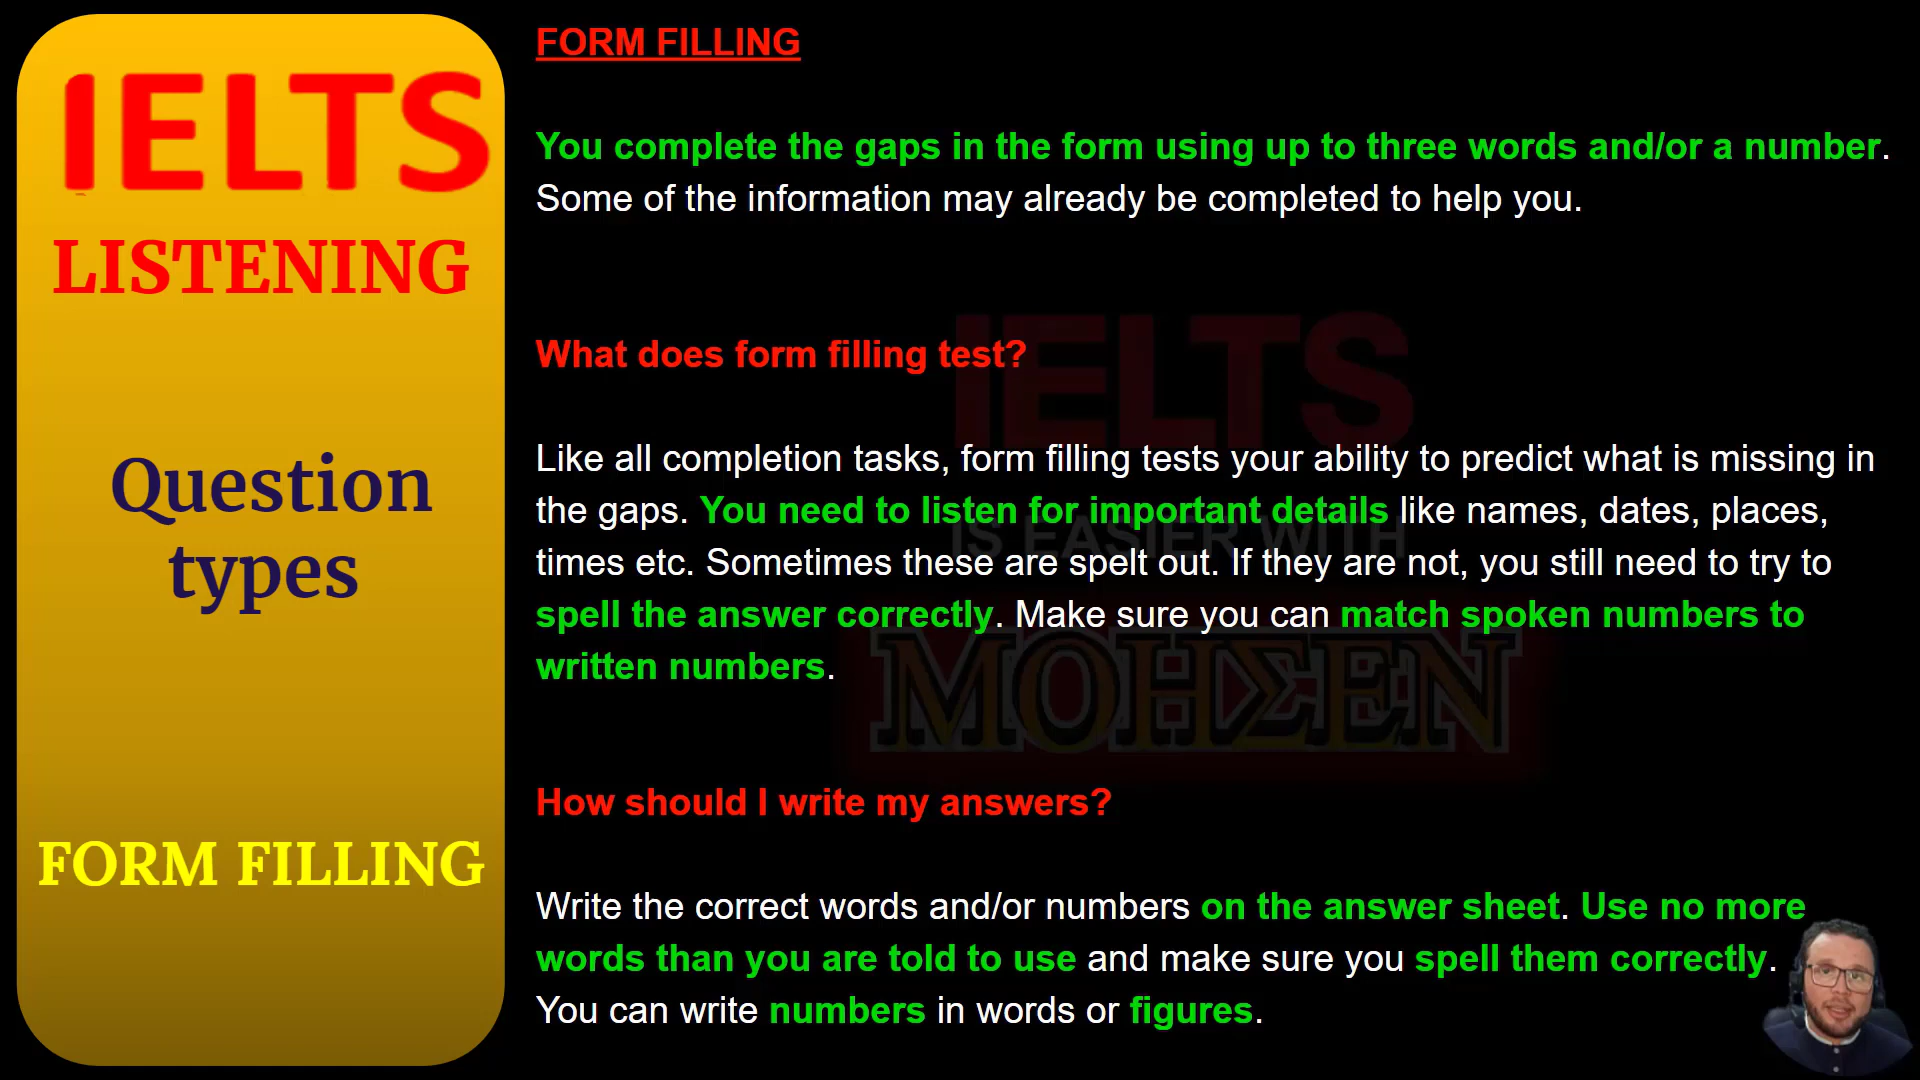 IELTS
LISTENING
Question
types
FORM FILLING
FORM FILLING
You complete the gaps in the form using up to three words and/or a number.
Some of the information may already be completed to help you.
What does form filling test?
Like all completion tasks, form filling tests your ability to predict what is missing in
the gaps. You need to listen for important details like names, dates, places,
times etc. Sometimes these are spelt out. If they are not, you still need to try to
spell the answer correctly. Make sure you can match spoken numbers to
written numbers.
How should I write my answers?
Write the correct words and/or numbers on the answer sheet. Use no more
words than you are told to use and make sure you spell them correctly.
You can write numbers in words or figures.
IELTS
IS EASIER WITH
MOHΣEN